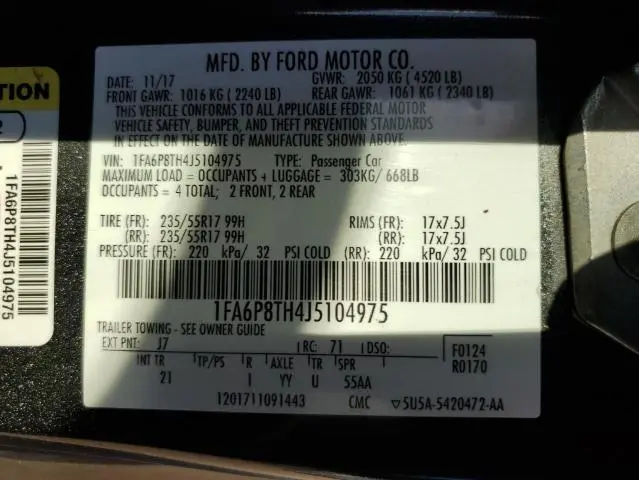 MFD. BY FORD MOTOR CO.
DATE: 11/17 GVWR: 2050 KG (4520 LB)
FRONT GAWR: 1016 KG (2240 LB) REAR GAWR: 1061 KG (2340 LB)
THIS VEHICLE CONFORMS TO ALL APPLICABLE FEDERAL MOTOR
VEHICLE SAFETY, BUMPER, AND THEFT PREVENTION STANDARDS
IN EFFECT ON THE DATE OF MANUFACTURE SHOWN ABOVE.
VIN: 1FA6P8TH4J5104975 TYPE: Passenger Car
MAXIMUM LOAD = OCCUPANTS + LUGGAGE = 303KG/ 668LB
OCCUPANTS = 4 TOTAL; 2 FRONT, 2 REAR
TIRE (FR): 235/55R17 99H RIMS (FR): 17x7.5J
(RR): 235/55R17 99H (RR): 17x7.5J
PRESSURE (FR): 220 kPa/ 32 PSI COLD (RR): 220 kPa/ 32 PSI COLD
1FA6P8TH4J5104975
TRAILER TOWING - SEE OWNER GUIDE
EXT PNT: J7 RC: 71 DSO: F0124
INT TR TP/PS R AXLE TR SPR R0170
21 I YY U 55AA
1201711091443 CMC ▽5U5A-5420472-AA
TION
2
1FA6P8TH4J5104975